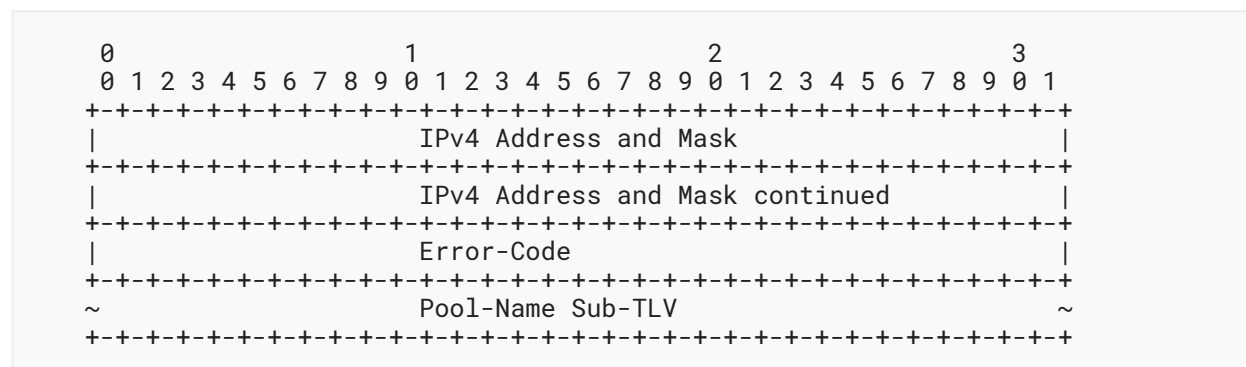 0                   1                   2                   3
 0 1 2 3 4 5 6 7 8 9 0 1 2 3 4 5 6 7 8 9 0 1 2 3 4 5 6 7 8 9 0 1
+-+-+-+-+-+-+-+-+-+-+-+-+-+-+-+-+-+-+-+-+-+-+-+-+-+-+-+-+-+-+-+-+
|                     IPv4 Address and Mask                     |
+-+-+-+-+-+-+-+-+-+-+-+-+-+-+-+-+-+-+-+-+-+-+-+-+-+-+-+-+-+-+-+-+
|                     IPv4 Address and Mask continued           |
+-+-+-+-+-+-+-+-+-+-+-+-+-+-+-+-+-+-+-+-+-+-+-+-+-+-+-+-+-+-+-+-+
|                     Error-Code                                |
+-+-+-+-+-+-+-+-+-+-+-+-+-+-+-+-+-+-+-+-+-+-+-+-+-+-+-+-+-+-+-+-+
~                     Pool-Name Sub-TLV                         ~
+-+-+-+-+-+-+-+-+-+-+-+-+-+-+-+-+-+-+-+-+-+-+-+-+-+-+-+-+-+-+-+-+